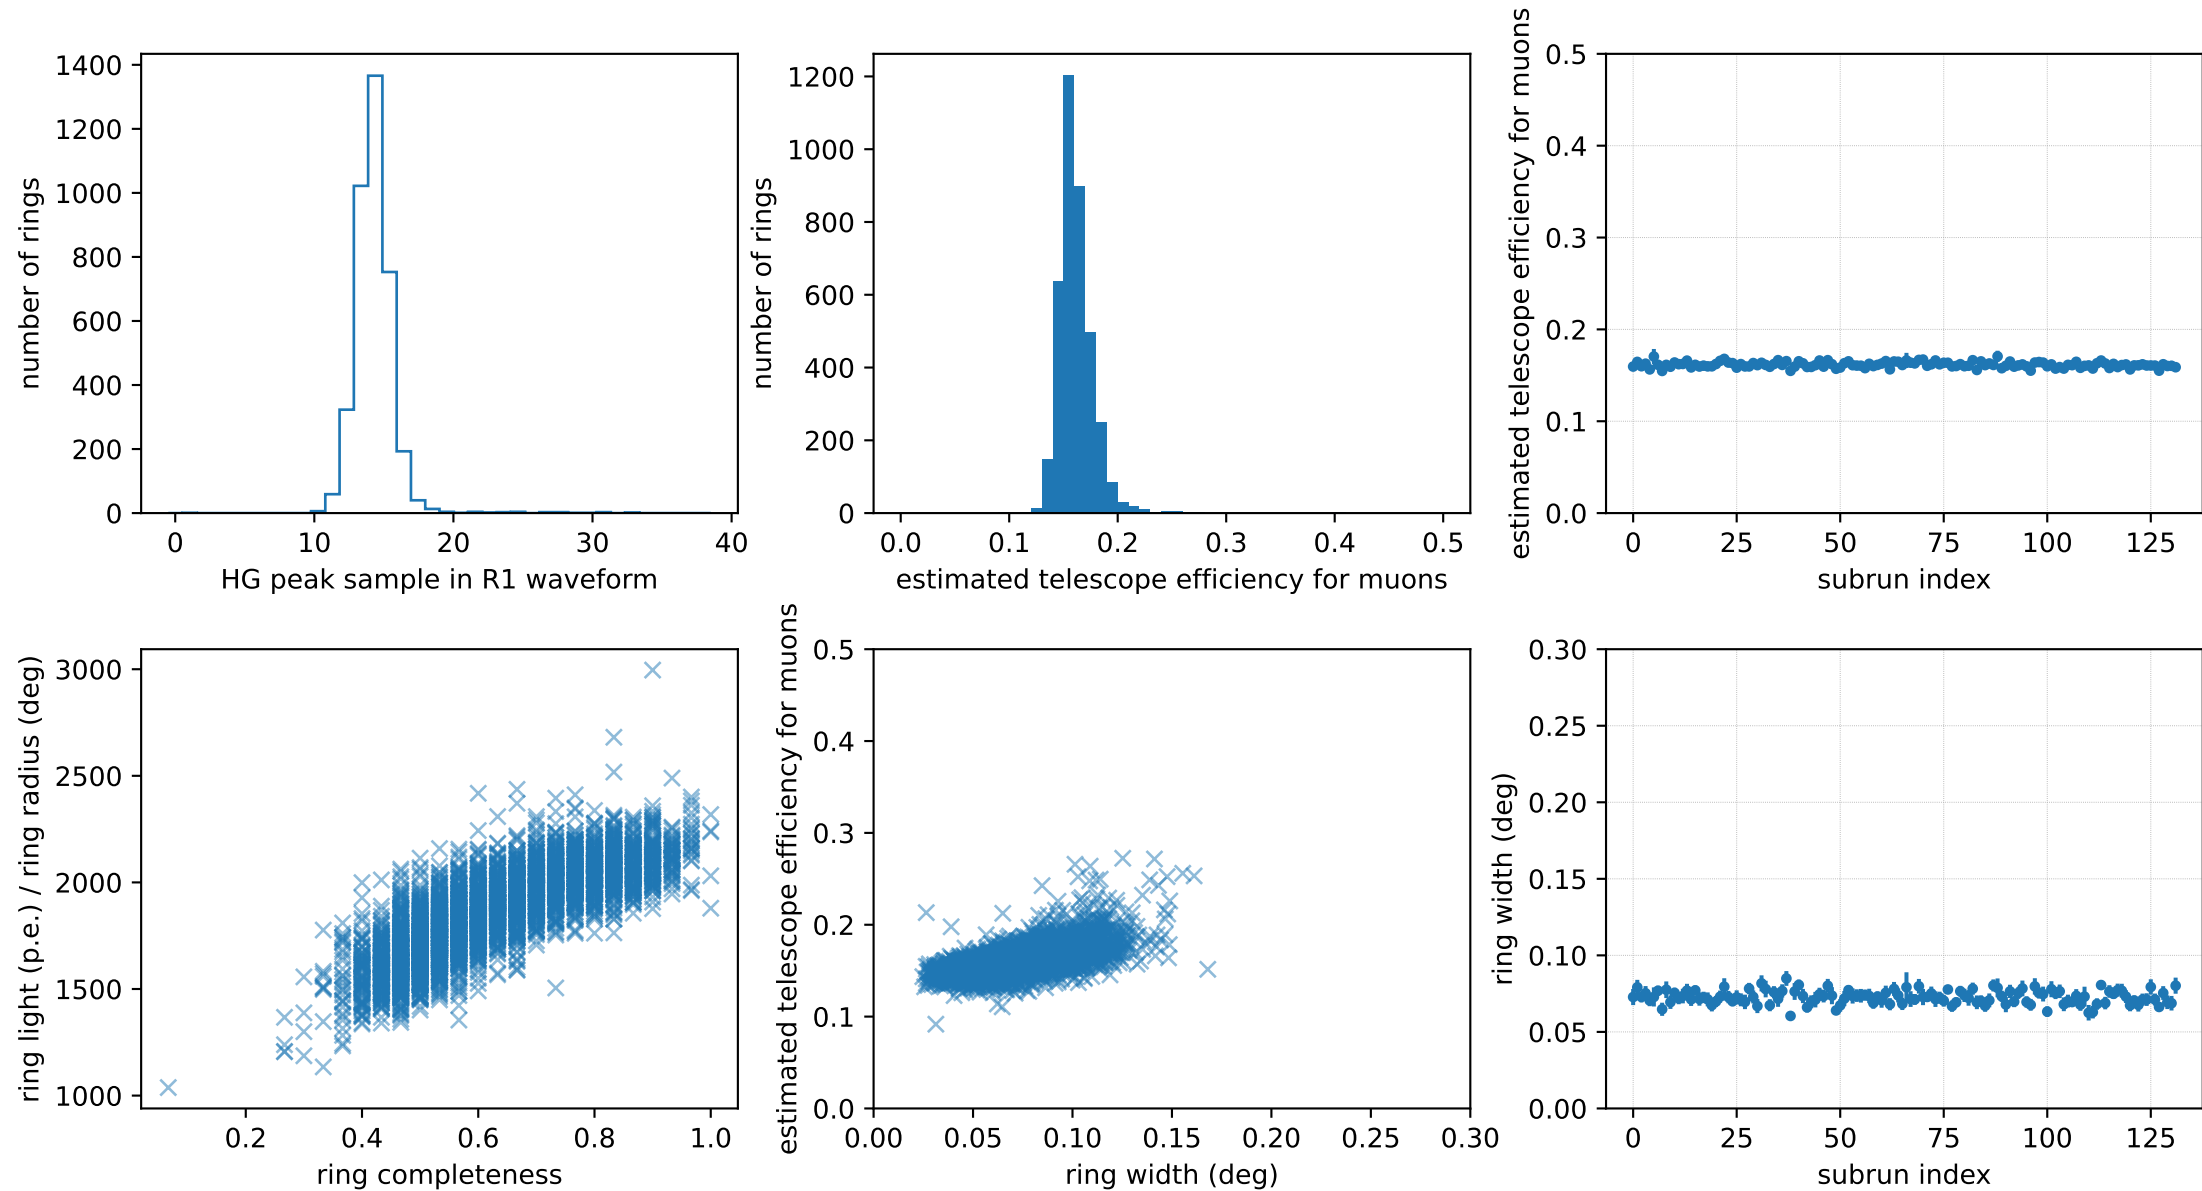 number of rings
1400
1200
1000
800
600
400
200
0
0 10 20 30 40
HG peak sample in R1 waveform
number of rings
1200
1000
800
600
400
200
0
0.0 0.1 0.2 0.3 0.4 0.5
estimated telescope efficiency for muons
estimated telescope efficiency for muons
0.5
0.4
0.3
0.2
0.1
0.0
0 25 50 75 100 125
subrun index
ring light (p.e.) / ring radius (deg)
3000
2500
2000
1500
1000
0.2 0.4 0.6 0.8 1.0
ring completeness
estimated telescope efficiency for muons
0.5
0.4
0.3
0.2
0.1
0.0
0.00 0.05 0.10 0.15 0.20 0.25 0.30
ring width (deg)
ring width (deg)
0.30
0.25
0.20
0.15
0.10
0.05
0.00
0 25 50 75 100 125
subrun index